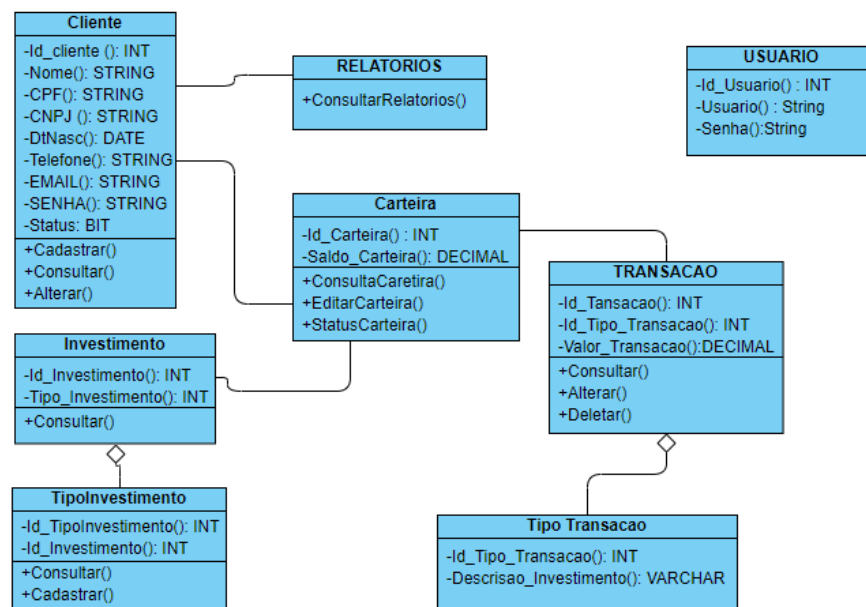 Cliente
-Id_cliente (): INT
-Nome(): STRING
-CPF(): STRING
-CNPJ (): STRING
-DtNasc(): DATE
-Telefone(): STRING
-EMAIL(): STRING
-SENHA(): STRING
-Status: BIT
+Cadastrar()
+Consultar()
+Alterar()
RELATORIOS
+ConsultarRelatorios()
USUARIO
-Id_Usuario() : INT
-Usuario() : String
-Senha():String
Carteira
-Id_Carteira() : INT
-Saldo_Carteira(): DECIMAL
+ConsultaCaretira()
+EditarCarteira()
+StatusCarteira()
TRANSACAO
-Id_Tansacao(): INT
-Id_Tipo_Transacao(): INT
-Valor_Transacao():DECIMAL
+Consultar()
+Alterar()
+Deletar()
Investimento
-Id_Investimento(): INT
-Tipo_Investimento(): INT
+Consultar()
TipoInvestimento
-Id_TipoInvestimento(): INT
-Id_Investimento(): INT
+Consultar()
+Cadastrar()
Tipo Transacao
-Id_Tipo_Transacao(): INT
-Descrisao_Investimento(): VARCHAR